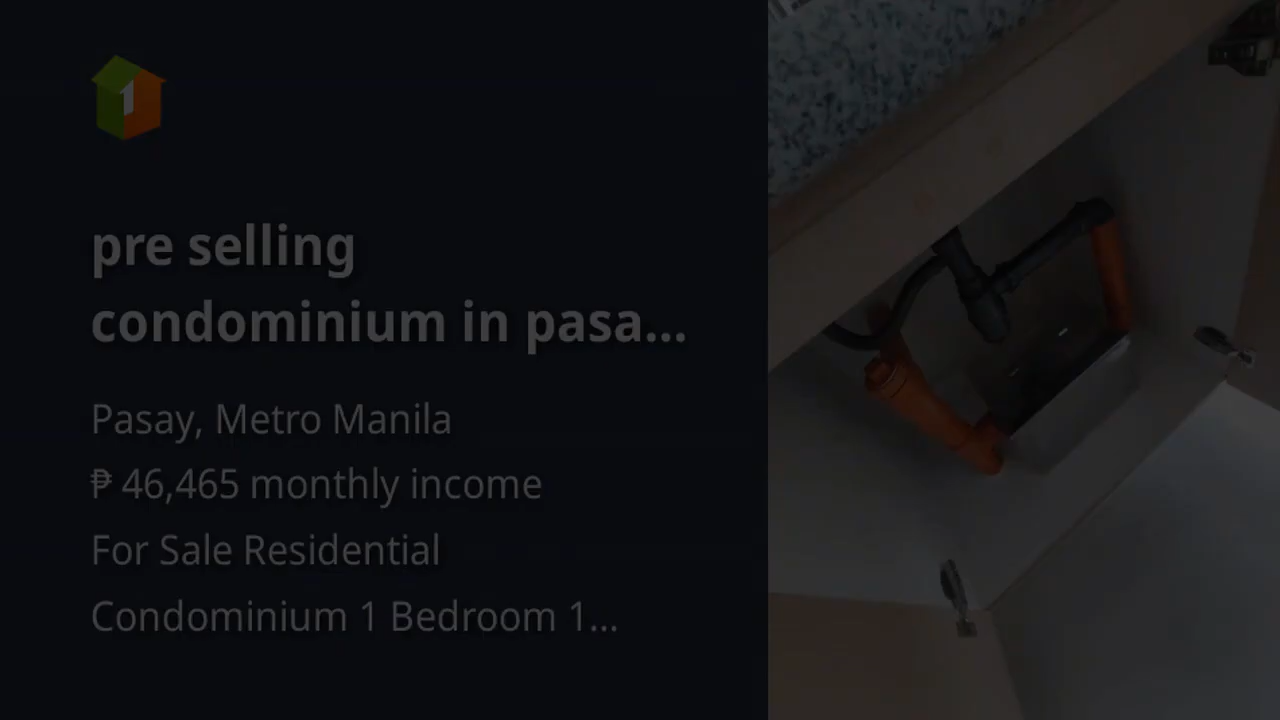 pre selling
condominium in pasa...
Pasay, Metro Manila
₱ 46,465 monthly income
For Sale Residential
Condominium 1 Bedroom 1...